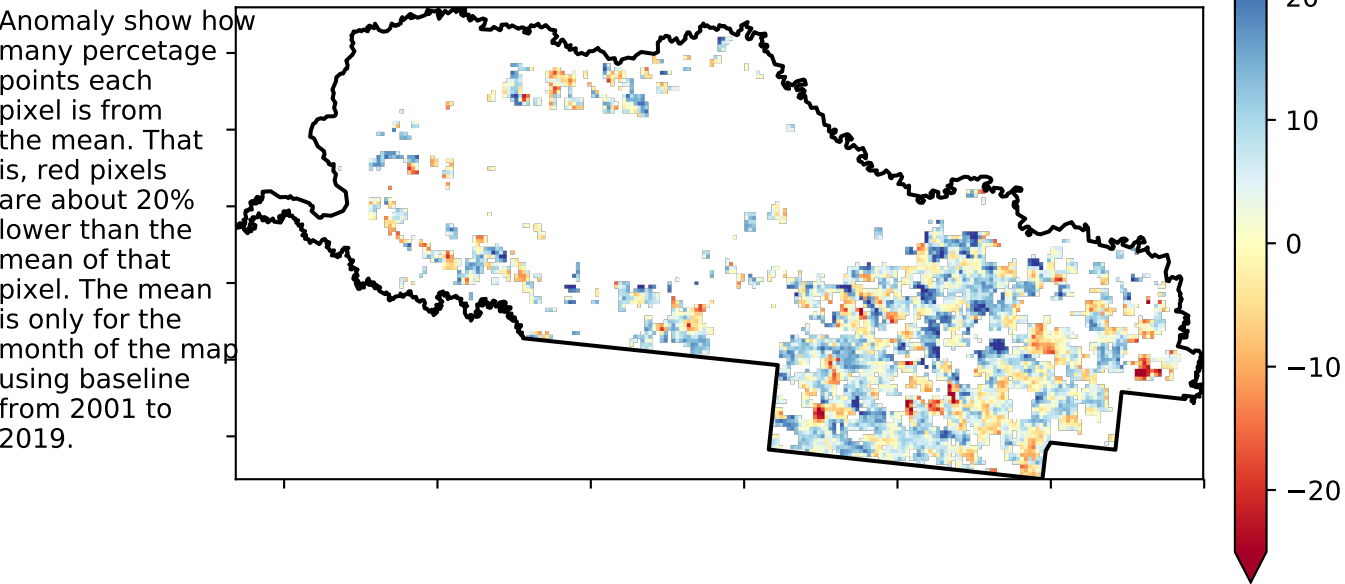 Anomaly show how
many percetage
points each
pixel is from
the mean. That
is, red pixels
are about 20%
lower than the
mean of that
pixel. The mean
is only for the
month of the map
using baseline
from 2001 to
2019.
20
10
0
−10
−20